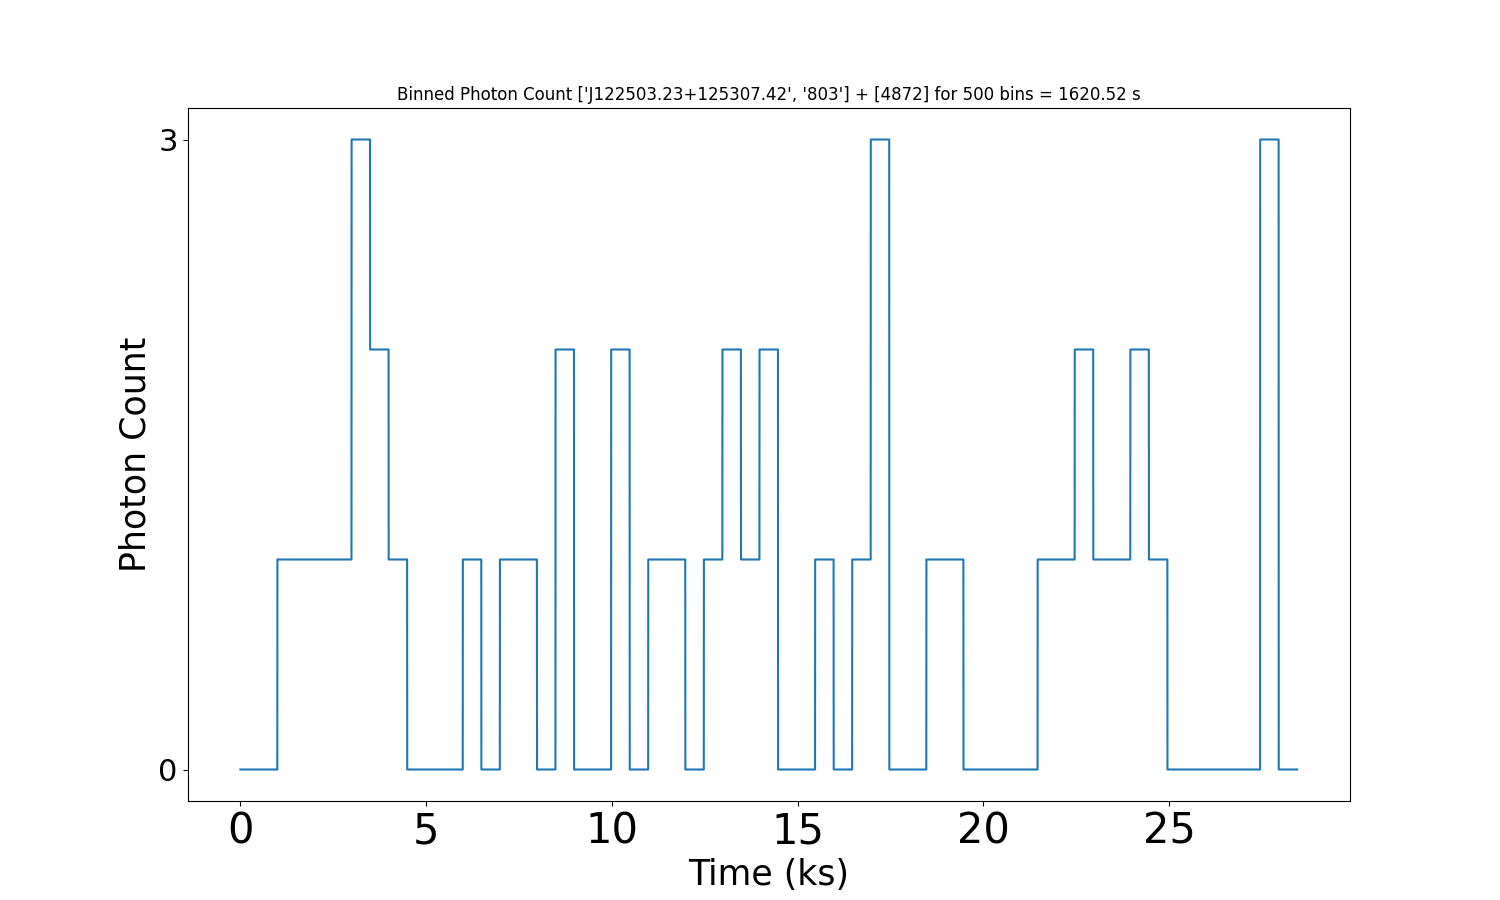 Binned Photon Count ['J122503.23+125307.42', '803'] + [4872] for 500 bins = 1620.52 s
3
Photon Count
0
0 5 10 15 20 25
Time (ks)